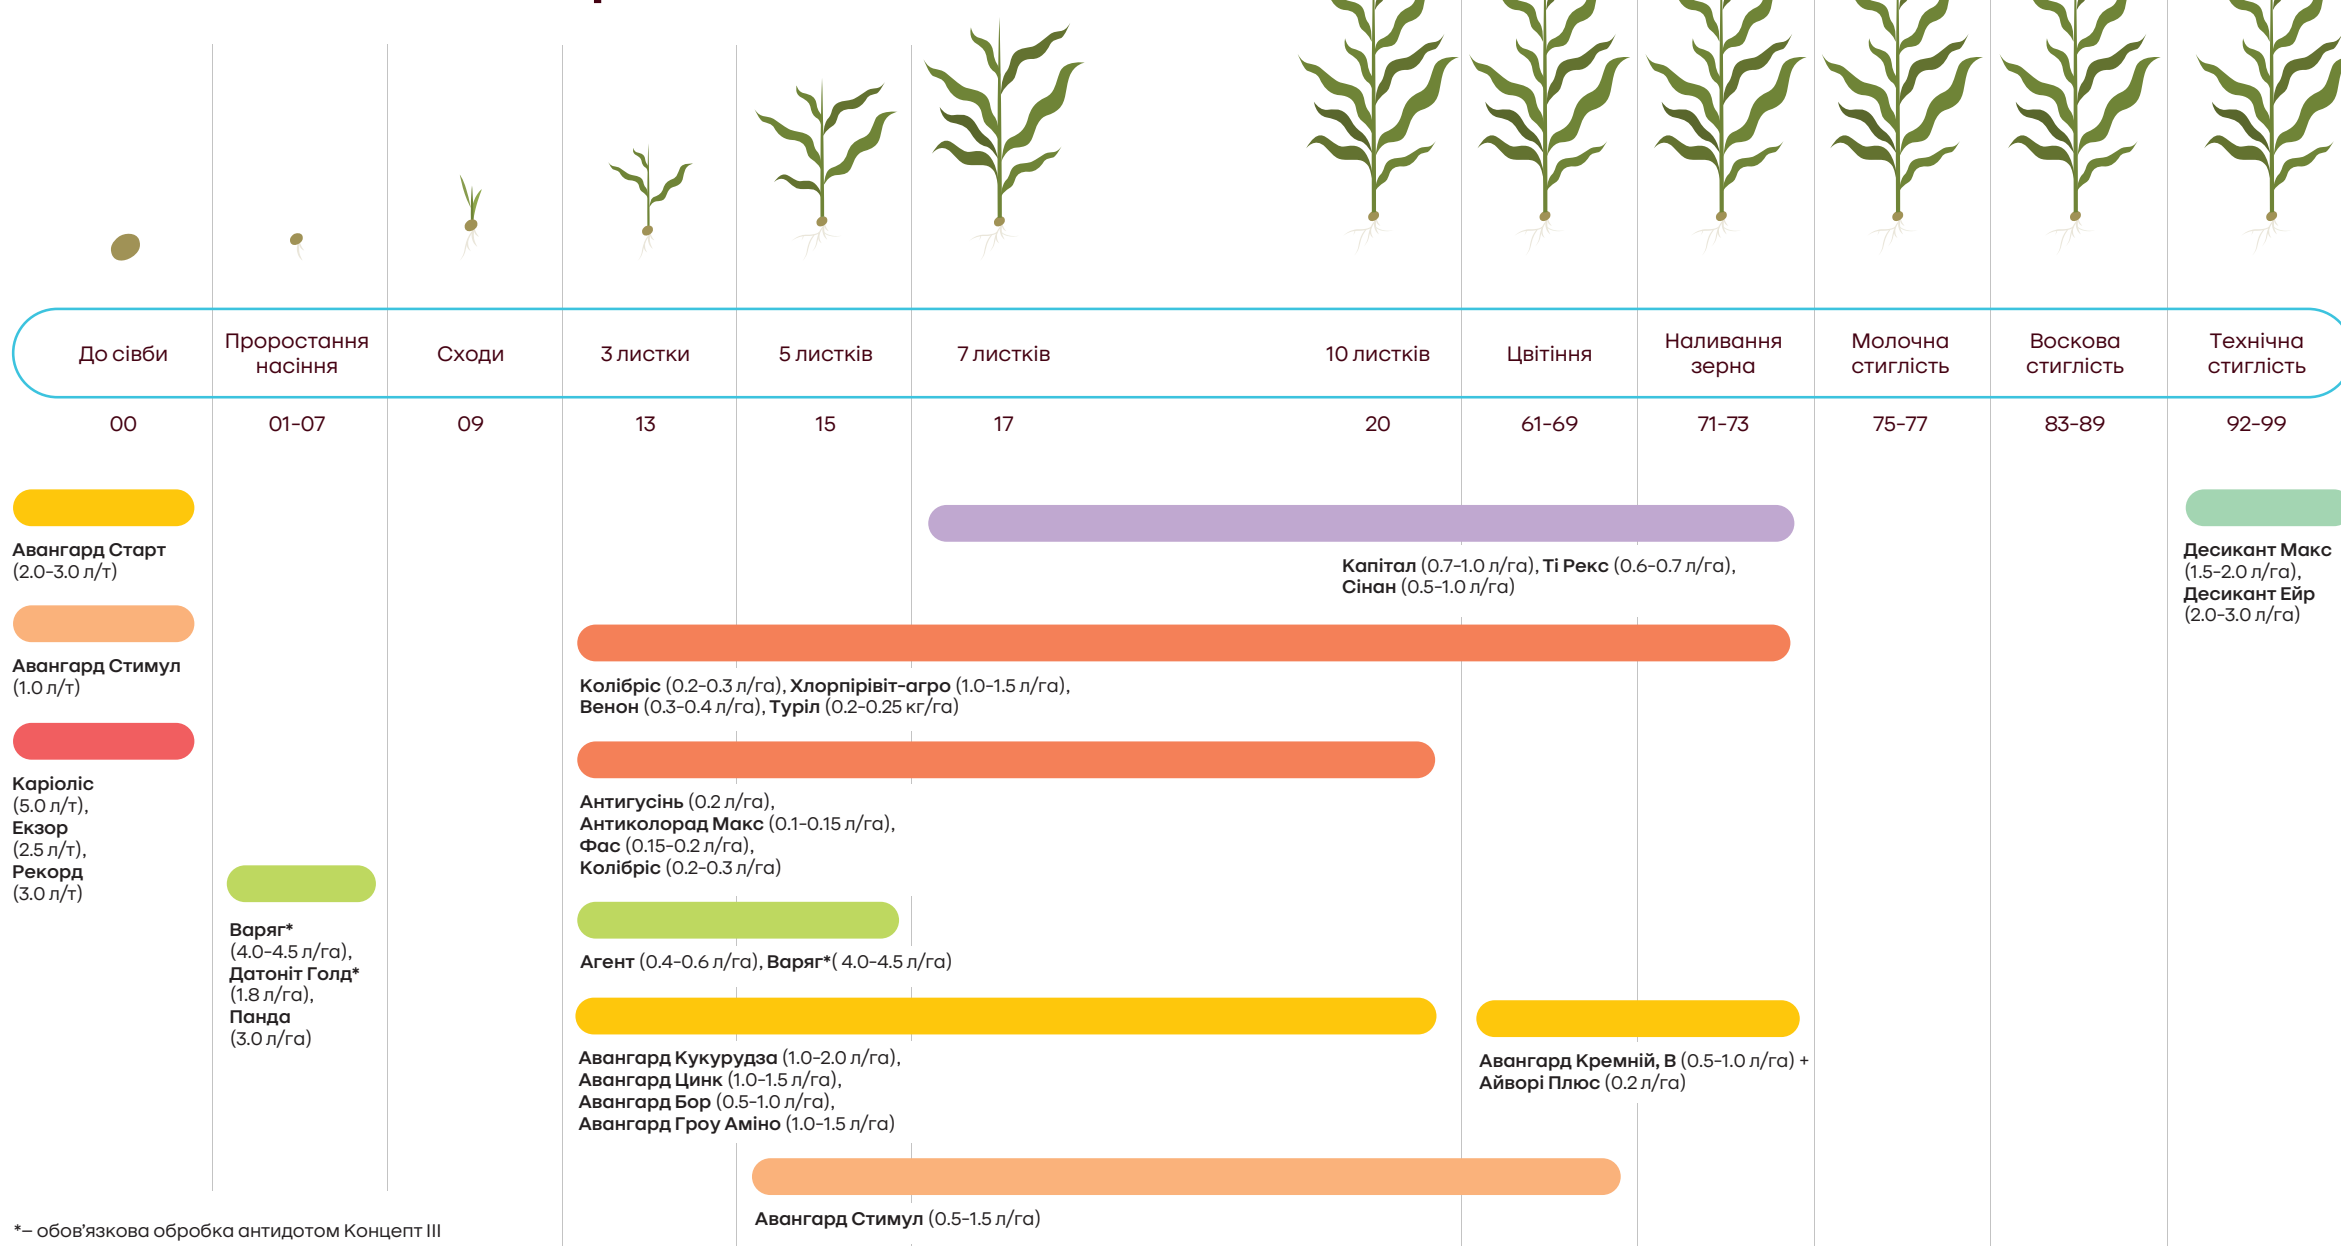 До сівби
Проростання
насіння
Сходи
3 листки
5 листків
7 листків
10 листків
Цвітіння
Наливання
зерна
Молочна
стиглість
Воскова
стиглість
Технічна
стиглість
00
01-07
09
13
15
17
20
61-69
71-73
75-77
83-89
92-99
Авангард Старт
(2.0-3.0 л/т)
Авангард Стимул
(1.0 л/т)
Каріоліс
(5.0 л/т),
Екзор
(2.5 л/т),
Рекорд
(3.0 л/т)
Варяг*
(4.0-4.5 л/га),
Датоніт Голд*
(1.8 л/га),
Панда
(3.0 л/га)
Капітал (0.7-1.0 л/га), Ті Рекс (0.6-0.7 л/га),
Сінан (0.5-1.0 л/га)
Колібріс (0.2-0.3 л/га), Хлорпірівіт-агро (1.0-1.5 л/га),
Венон (0.3-0.4 л/га), Туріл (0.2-0.25 кг/га)
Антигусінь (0.2 л/га),
Антиколорад Макс (0.1-0.15 л/га),
Фас (0.15-0.2 л/га),
Колібріс (0.2-0.3 л/га)
Агент (0.4-0.6 л/га), Варяг*( 4.0-4.5 л/га)
Авангард Кукурудза (1.0-2.0 л/га),
Авангард Цинк (1.0-1.5 л/га),
Авангард Бор (0.5-1.0 л/га),
Авангард Гроу Аміно (1.0-1.5 л/га)
Авангард Кремній, В (0.5-1.0 л/га) +
Айворі Плюс (0.2 л/га)
Авангард Стимул (0.5-1.5 л/га)
Десикант Макс
(1.5-2.0 л/га),
Десикант Ейр
(2.0-3.0 л/га)
*– обов’язкова обробка антидотом Концепт III